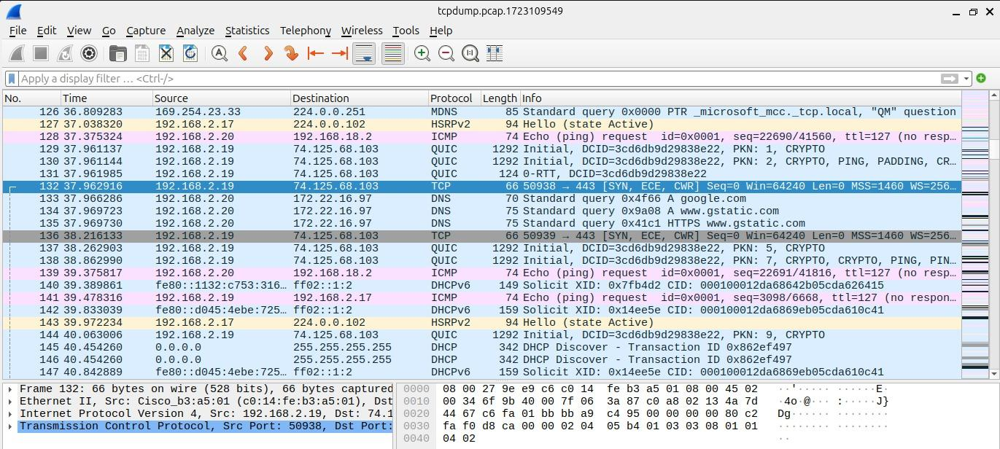 tcpdump.pcap.1723109549
File Edit View Go Capture Analyze Statistics Telephony Wireless Tools Help
Apply a display filter … <Ctrl-/>
No. Time Source Destination Protocol Length Info
126 36.809283 169.254.23.33 224.0.0.251 MDNS 85 Standard query 0x0000 PTR _microsoft_mcc._tcp.local, "QM" question
127 37.038320 192.168.2.17 224.0.0.102 HSRPv2 94 Hello (state Active)
128 37.375324 192.168.2.20 192.168.18.2 ICMP 74 Echo (ping) request id=0x0001, seq=22690/41560, ttl=127 (no resp…
129 37.961137 192.168.2.19 74.125.68.103 QUIC 1292 Initial, DCID=3cd6db9d29838e22, PKN: 1, CRYPTO
130 37.961144 192.168.2.19 74.125.68.103 QUIC 1292 Initial, DCID=3cd6db9d29838e22, PKN: 2, CRYPTO, PING, PADDING, CR…
131 37.961985 192.168.2.19 74.125.68.103 QUIC 124 0-RTT, DCID=3cd6db9d29838e22
132 37.962916 192.168.2.19 74.125.68.103 TCP 66 50938 → 443 [SYN, ECE, CWR] Seq=0 Win=64240 Len=0 MSS=1460 WS=256…
133 37.966286 192.168.2.20 172.22.16.97 DNS 70 Standard query 0x4f66 A google.com
134 37.969723 192.168.2.20 172.22.16.97 DNS 75 Standard query 0x9a08 A www.gstatic.com
135 37.969730 192.168.2.20 172.22.16.97 DNS 75 Standard query 0x41c1 HTTPS www.gstatic.com
136 38.216133 192.168.2.19 74.125.68.103 TCP 66 50939 → 443 [SYN, ECE, CWR] Seq=0 Win=64240 Len=0 MSS=1460 WS=256…
137 38.262903 192.168.2.19 74.125.68.103 QUIC 1292 Initial, DCID=3cd6db9d29838e22, PKN: 5, CRYPTO
138 38.862990 192.168.2.19 74.125.68.103 QUIC 1292 Initial, DCID=3cd6db9d29838e22, PKN: 7, CRYPTO, CRYPTO, PING, PIN…
139 39.375817 192.168.2.20 192.168.18.2 ICMP 74 Echo (ping) request id=0x0001, seq=22691/41816, ttl=127 (no resp…
140 39.389861 fe80::1132:c753:316… ff02::1:2 DHCPv6 149 Solicit XID: 0x7fb4d2 CID: 000100012da68642b05cda626415
141 39.478316 192.168.2.19 192.168.2.17 ICMP 74 Echo (ping) request id=0x0001, seq=3098/6668, ttl=127 (no respon…
142 39.833039 fe80::d045:4ebe:725… ff02::1:2 DHCPv6 159 Solicit XID: 0x14ee5e CID: 000100012da6869eb05cda610c41
143 39.972234 192.168.2.17 224.0.0.102 HSRPv2 94 Hello (state Active)
144 40.063006 192.168.2.19 74.125.68.103 QUIC 1292 Initial, DCID=3cd6db9d29838e22, PKN: 9, CRYPTO
145 40.454260 0.0.0.0 255.255.255.255 DHCP 342 DHCP Discover - Transaction ID 0x862ef497
146 40.454260 0.0.0.0 255.255.255.255 DHCP 342 DHCP Discover - Transaction ID 0x862ef497
147 40.842889 fe80::d045:4ebe:725… ff02::1:2 DHCPv6 159 Solicit XID: 0x14ee5e CID: 000100012da6869eb05cda610c41
Frame 132: 66 bytes on wire (528 bits), 66 bytes captured
Ethernet II, Src: Cisco_b3:a5:01 (c0:14:fe:b3:a5:01), Dst
Internet Protocol Version 4, Src: 192.168.2.19, Dst: 74.1
Transmission Control Protocol, Src Port: 50938, Dst Port:
0000 08 00 27 9e e9 c6 c0 14 fe b3 a5 01 08 00 45 02 ··'····· ······E·
0010 00 34 6f 9b 40 00 7f 06 3a 87 c0 a8 02 13 4a 7d ·4o·@··· :·····J}
0020 44 67 c6 fa 01 bb bb a9 c4 95 00 00 00 00 80 c2 Dg······ ········
0030 fa f0 d8 ca 00 00 02 04 05 b4 01 03 03 08 01 01 ········ ········
0040 04 02 ··